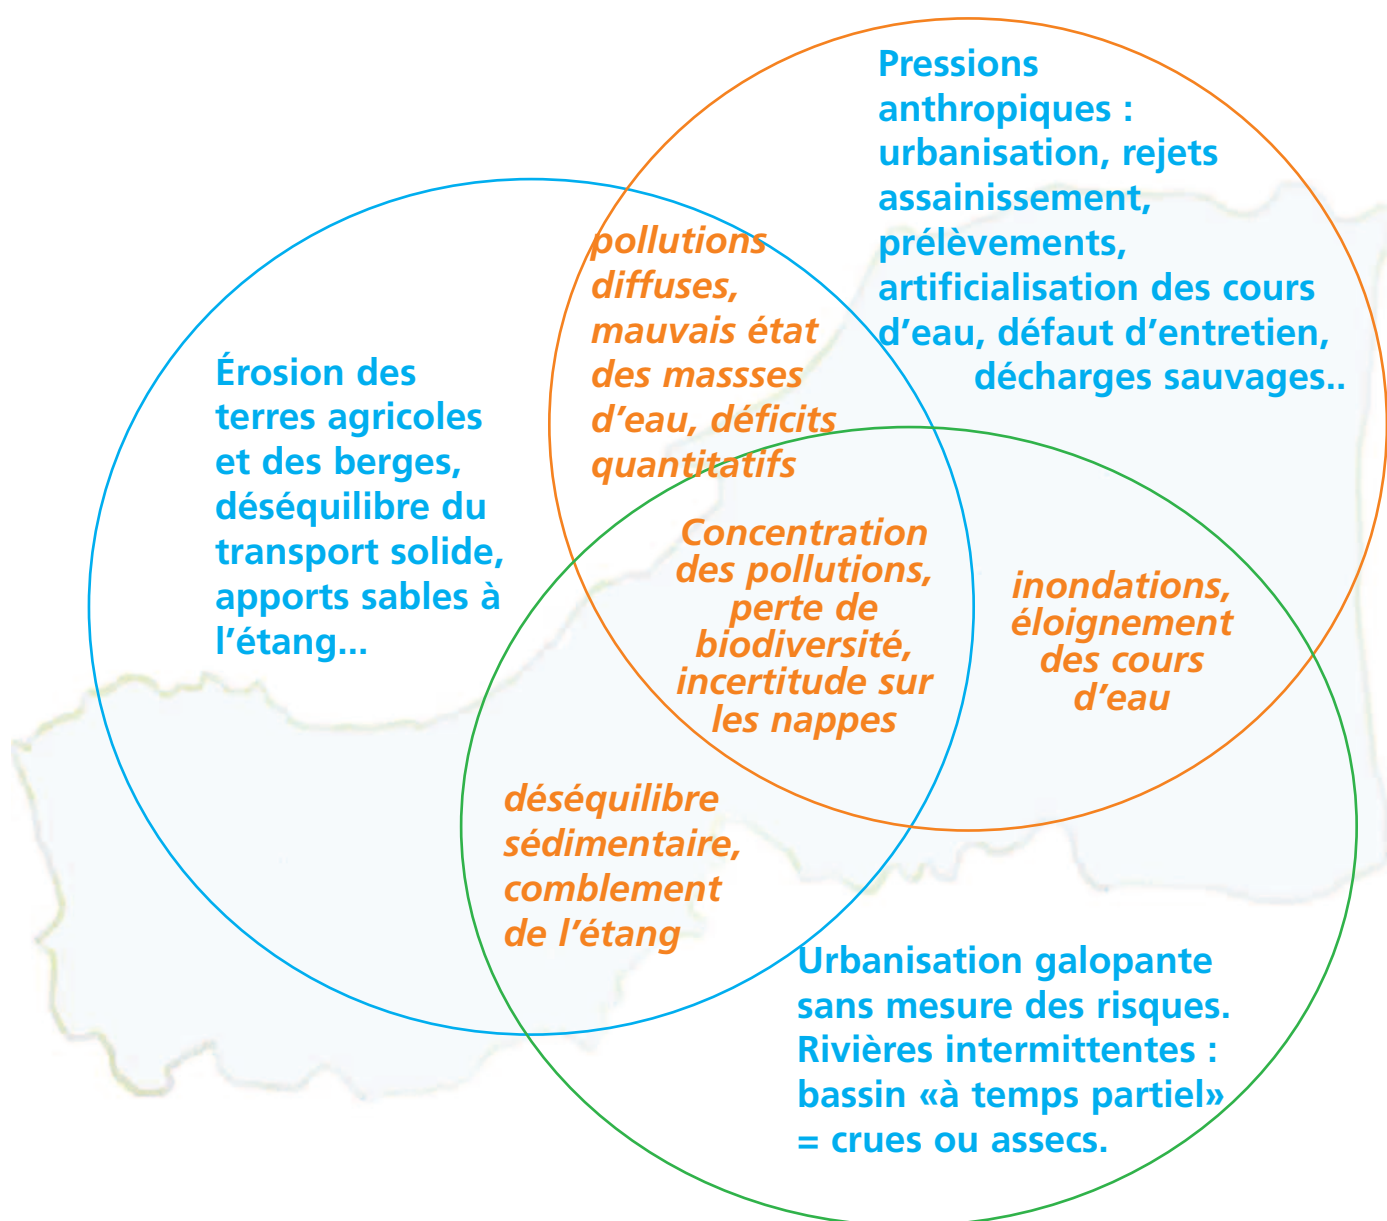 Pressions
anthropiques :
urbanisation, rejets
assainissement,
prélèvements,
artificialisation des cours
d’eau, défaut d’entretien,
décharges sauvages..
pollutions
diffuses,
mauvais état
des massses
d’eau, déficits
quantitatifs
Érosion des
terres agricoles
et des berges,
déséquilibre du
transport solide,
apports sables à
l’étang...
Concentration
des pollutions,
perte de
biodiversité,
incertitude sur
les nappes
inondations,
éloignement
des cours
d’eau
déséquilibre
sédimentaire,
comblement
de l’étang
Urbanisation galopante
sans mesure des risques.
Rivières intermittentes :
bassin «à temps partiel»
= crues ou assecs.